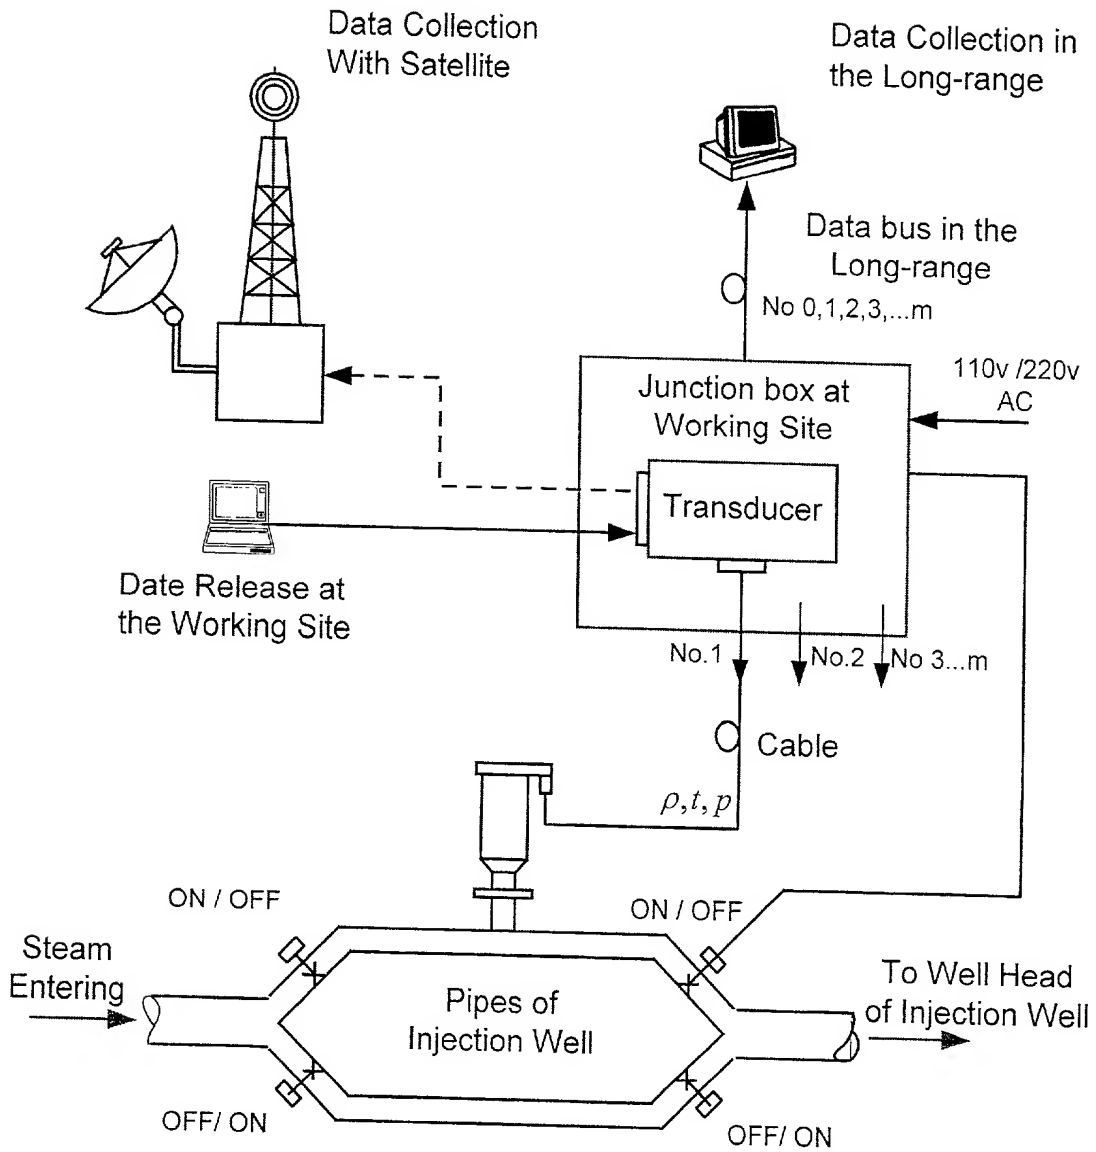 Data Collection
With Satellite
Data Collection in
the Long-range
Data bus in the
Long-range
No 0,1,2,3,...m
110v /220v
AC
Junction box at
Working Site
Transducer
Date Release at
the Working Site
No.1
No.2
No 3...m
Cable
ρ,t,p
ON / OFF
ON / OFF
Steam
Entering
Pipes of
Injection Well
To Well Head
of Injection Well
OFF/ ON
OFF/ ON